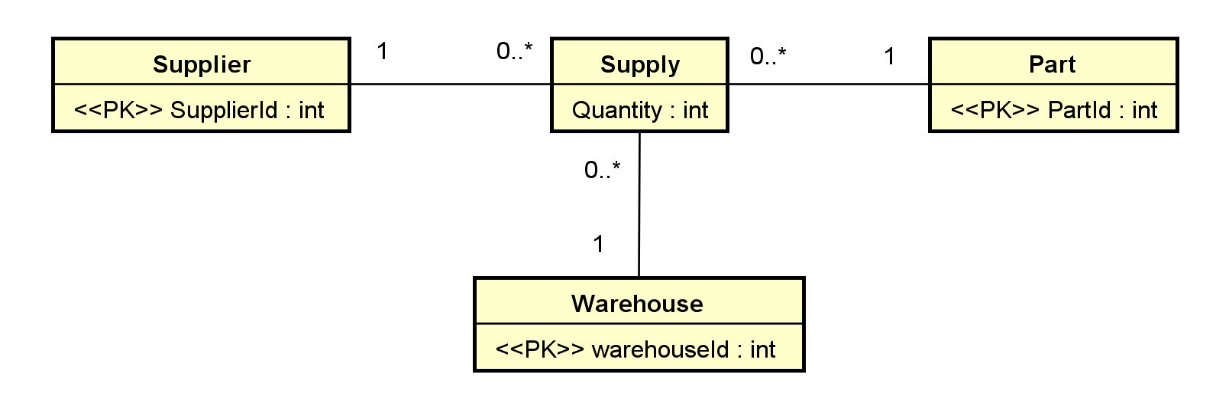 Supplier
<<PK>> SupplierId : int
1
0..*
Supply
Quantity : int
0..*
1
Part
<<PK>> PartId : int
0..*
1
Warehouse
<<PK>> warehouseId : int